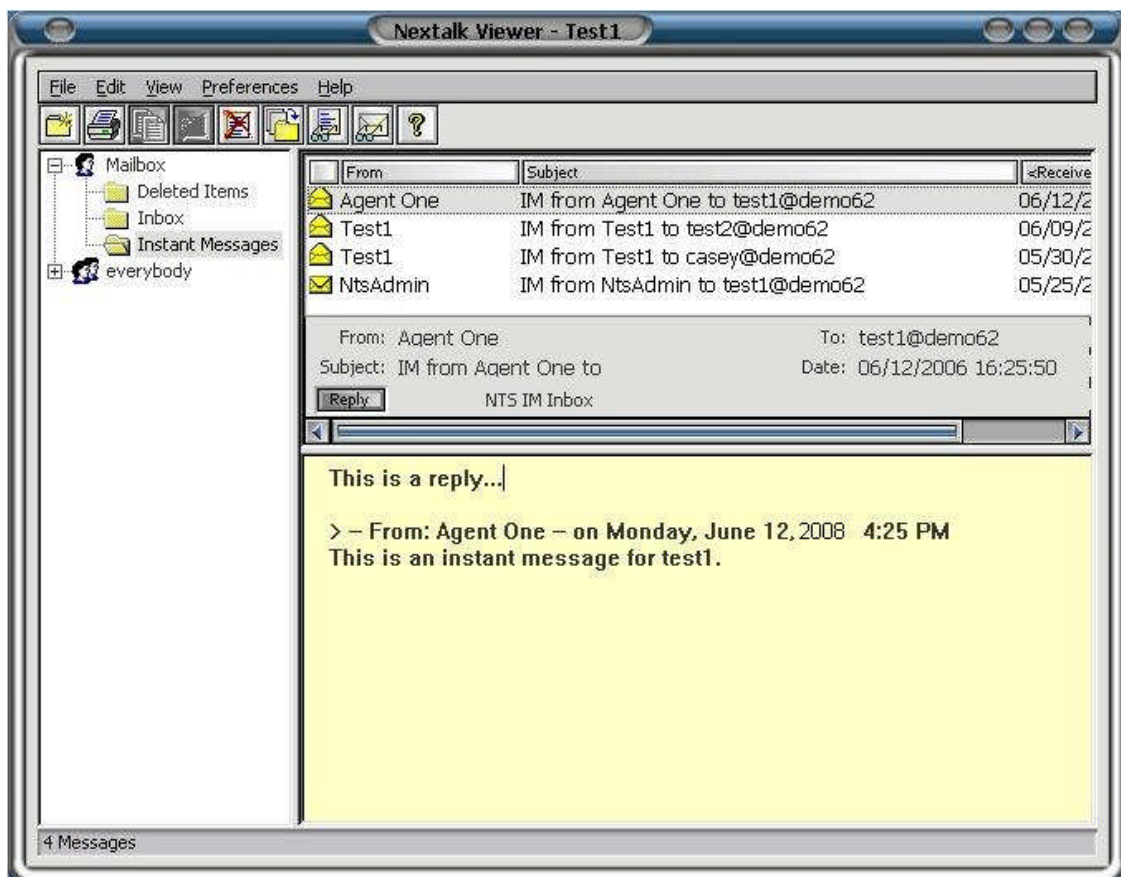 Nextalk Viewer - Test1
File Edit View Preferences Help
Mailbox
Deleted Items
Inbox
Instant Messages
everybody
From Subject <Receive
Agent One IM from Agent One to test1@demo62 06/12/2
Test1 IM from Test1 to test2@demo62 06/09/2
Test1 IM from Test1 to casey@demo62 05/30/2
NtsAdmin IM from NtsAdmin to test1@demo62 05/25/2
From: Agent One To: test1@demo62
Subject: IM from Agent One to Date: 06/12/2006 16:25:50
Reply NTS IM Inbox
This is a reply...
> – From: Agent One – on Monday, June 12, 2008 4:25 PM
This is an instant message for test1.
4 Messages